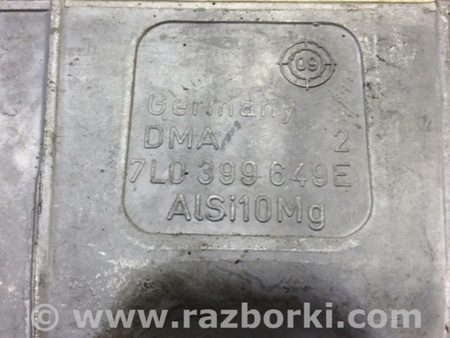 09
Germany
DMA 2
7L0 399 649E
AlSi10Mg
www.razborki.com